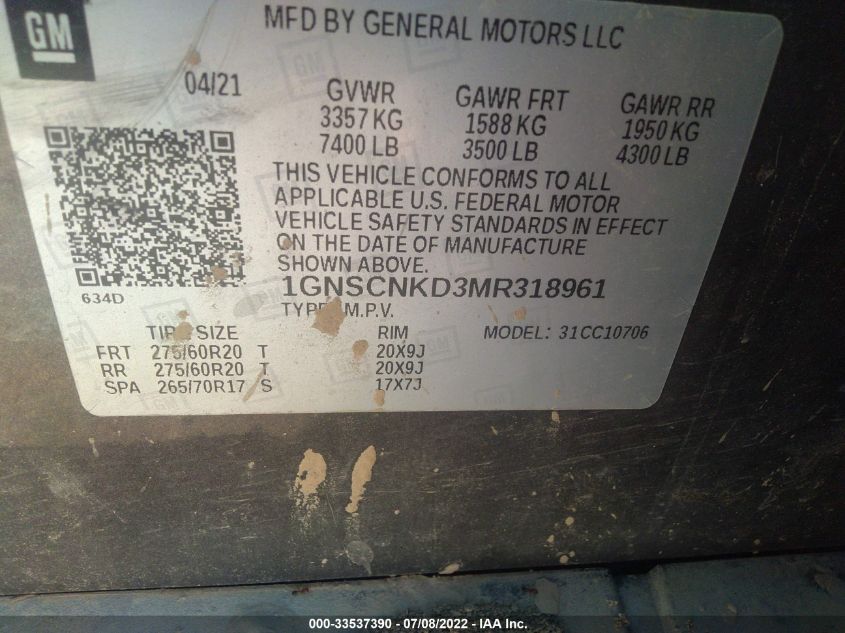 GM
MFD BY GENERAL MOTORS LLC
04/21
GVWR
3357 KG
7400 LB
GAWR FRT
1588 KG
3500 LB
GAWR RR
1950 KG
4300 LB
THIS VEHICLE CONFORMS TO ALL
APPLICABLE U.S. FEDERAL MOTOR
VEHICLE SAFETY STANDARDS IN EFFECT
ON THE DATE OF MANUFACTURE
SHOWN ABOVE.
634D
1GNSCNKD3MR318961
TYPE: M.P.V.
TIRE SIZE RIM MODEL: 31CC10706
FRT 275/60R20 T 20X9J
RR 275/60R20 T 20X9J
SPA 265/70R17 S 17X7J
000-33537390 - 07/08/2022 - IAA Inc.